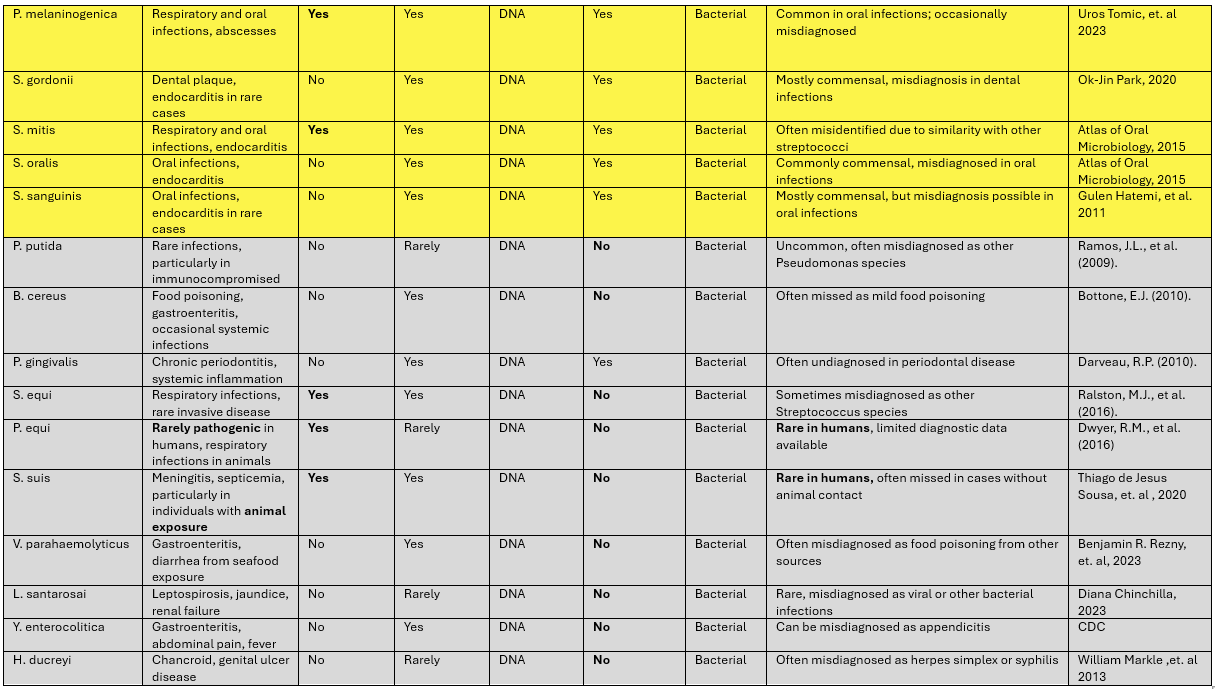 P. melaninogenica Respiratory and oral Yes Yes DNA Yes Bacterial Common in oral infections; occasionally Uros Tomic, et. al
infections, abscesses misdiagnosed 2023
S. gordonii Dental plaque, No Yes DNA Yes Bacterial Mostly commensal, misdiagnosis in dental Ok-Jin Park, 2020
endocarditis in rare infections
cases
S. mitis Respiratory and oral Yes Yes DNA Yes Bacterial Often misidentified due to similarity with other Atlas of Oral
infections, endocarditis streptococci Microbiology, 2015
S. oralis Oral infections, No Yes DNA Yes Bacterial Commonly commensal, misdiagnosed in oral Atlas of Oral
endocarditis infections Microbiology, 2015
S. sanguinis Oral infections, No Yes DNA Yes Bacterial Mostly commensal, but misdiagnosis possible in Gulen Hatemi, et al.
endocarditis in rare oral infections 2011
cases
P. putida Rare infections, No Rarely DNA No Bacterial Uncommon, often misdiagnosed as other Ramos, J.L., et al.
particularly in Pseudomonas species (2009).
immunocompromised
B. cereus Food poisoning, No Yes DNA No Bacterial Often missed as mild food poisoning Bottone, E.J. (2010).
gastroenteritis,
occasional systemic
infections
P. gingivalis Chronic periodontitis, No Yes DNA Yes Bacterial Often undiagnosed in periodontal disease Darveau, R.P. (2010).
systemic inflammation
S. equi Respiratory infections, Yes Yes DNA No Bacterial Sometimes misdiagnosed as other Ralston, M.J., et al.
rare invasive disease Streptococcus species (2016).
P. equi Rarely pathogenic in Yes Rarely DNA No Bacterial Rare in humans, limited diagnostic data Dwyer, R.M., et al.
humans, respiratory available (2016)
infections in animals
S. suis Meningitis, septicemia, Yes Yes DNA No Bacterial Rare in humans, often missed in cases without Thiago de Jesus
particularly in animal contact Sousa, et. al , 2020
individuals with animal
exposure
V. parahaemolyticus Gastroenteritis, No Yes DNA No Bacterial Often misdiagnosed as food poisoning from other Benjamin R. Rezny,
diarrhea from seafood sources et. al, 2023
exposure
L. santarosai Leptospirosis, jaundice, No Rarely DNA No Bacterial Rare, misdiagnosed as viral or other bacterial Diana Chinchilla,
renal failure infections 2023
Y. enterocolitica Gastroenteritis, No Yes DNA No Bacterial Can be misdiagnosed as appendicitis CDC
abdominal pain, fever
H. ducreyi Chancroid, genital ulcer No Rarely DNA No Bacterial Often misdiagnosed as herpes simplex or syphilis William Markle ,et. al
disease 2013